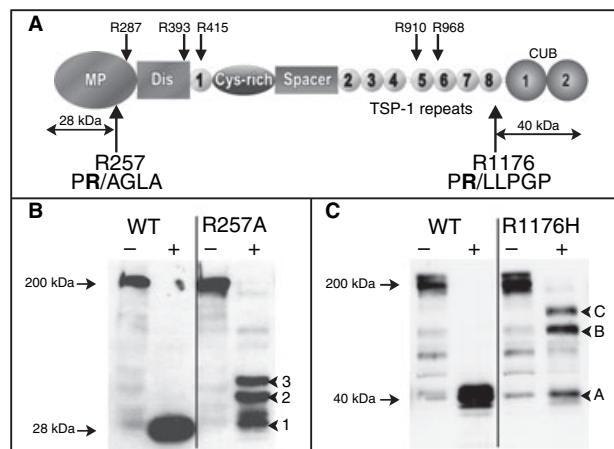 A
R287
R393
R415
R910
R968
CUB
MP
Dis
1
Cys-rich
Spacer
2
3
4
5
6
7
8
1
2
TSP-1 repeats
28 kDa
40 kDa
R257
PR/AGLA
R1176
PR/LLPGP
B
WT
R257A
– + – +
200 kDa
3
2
1
28 kDa
C
WT
R1176H
– + – +
200 kDa
C
B
A
40 kDa